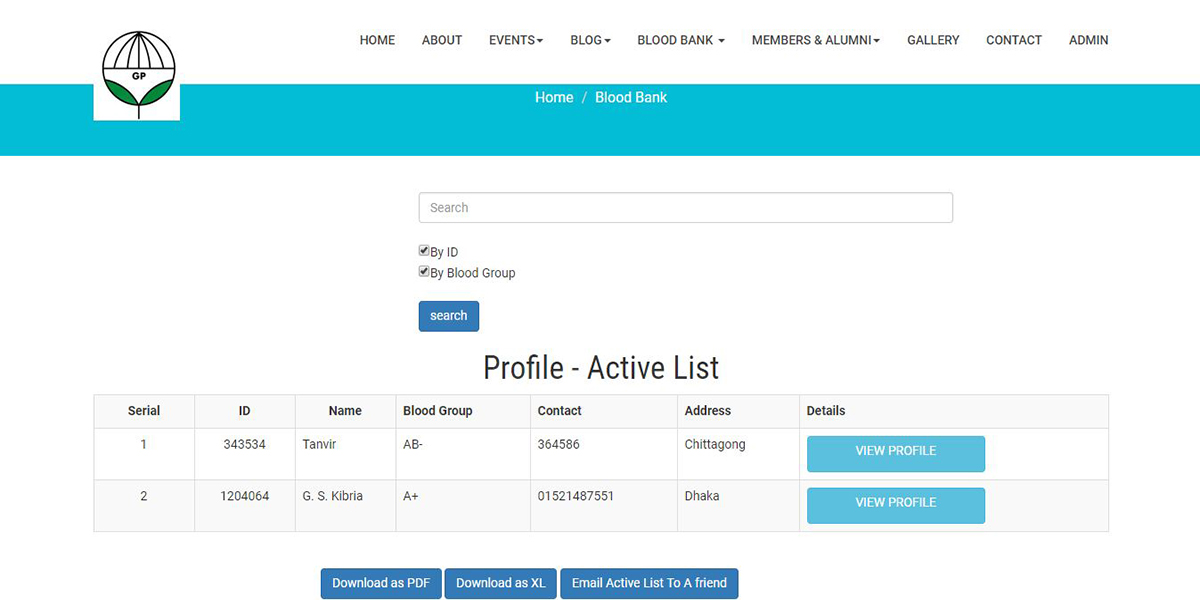 HOME ABOUT EVENTS BLOG BLOOD BANK MEMBERS & ALUMNI GALLERY CONTACT ADMIN
GP
Home / Blood Bank
Search
By ID
By Blood Group
search
Profile - Active List
Serial ID Name Blood Group Contact Address Details
1 343534 Tanvir AB- 364586 Chittagong VIEW PROFILE
2 1204064 G. S. Kibria A+ 01521487551 Dhaka VIEW PROFILE
Download as PDF Download as XL Email Active List To A friend